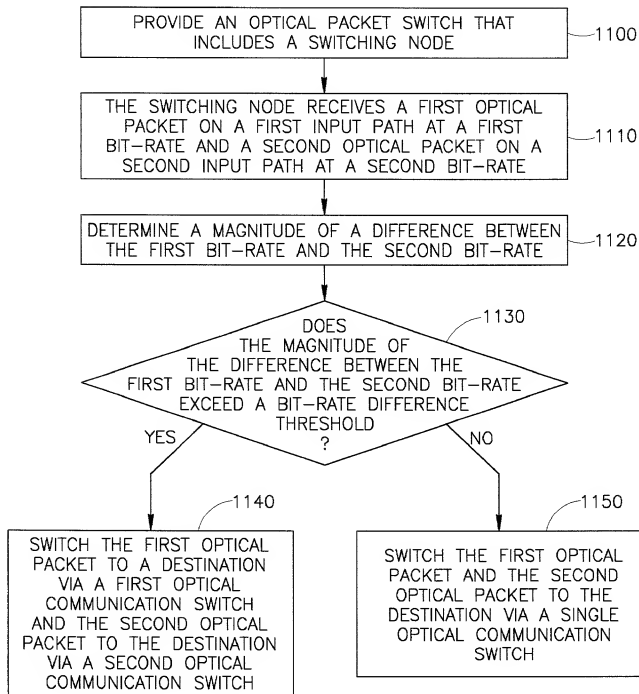 PROVIDE AN OPTICAL PACKET SWITCH THAT
INCLUDES A SWITCHING NODE
1100
THE SWITCHING NODE RECEIVES A FIRST OPTICAL
PACKET ON A FIRST INPUT PATH AT A FIRST
BIT-RATE AND A SECOND OPTICAL PACKET ON A
SECOND INPUT PATH AT A SECOND BIT-RATE
1110
DETERMINE A MAGNITUDE OF A DIFFERENCE BETWEEN
THE FIRST BIT-RATE AND THE SECOND BIT-RATE
1120
1130
DOES
THE MAGNITUDE OF
THE DIFFERENCE BETWEEN THE
FIRST BIT-RATE AND THE SECOND BIT-RATE
EXCEED A BIT-RATE DIFFERENCE
THRESHOLD
?
YES
NO
1140
SWITCH THE FIRST OPTICAL
PACKET TO A DESTINATION
VIA A FIRST OPTICAL
COMMUNICATION SWITCH
AND THE SECOND OPTICAL
PACKET TO THE DESTINATION
VIA A SECOND OPTICAL
COMMUNICATION SWITCH
1150
SWITCH THE FIRST OPTICAL
PACKET AND THE SECOND
OPTICAL PACKET TO THE
DESTINATION VIA A SINGLE
OPTICAL COMMUNICATION
SWITCH